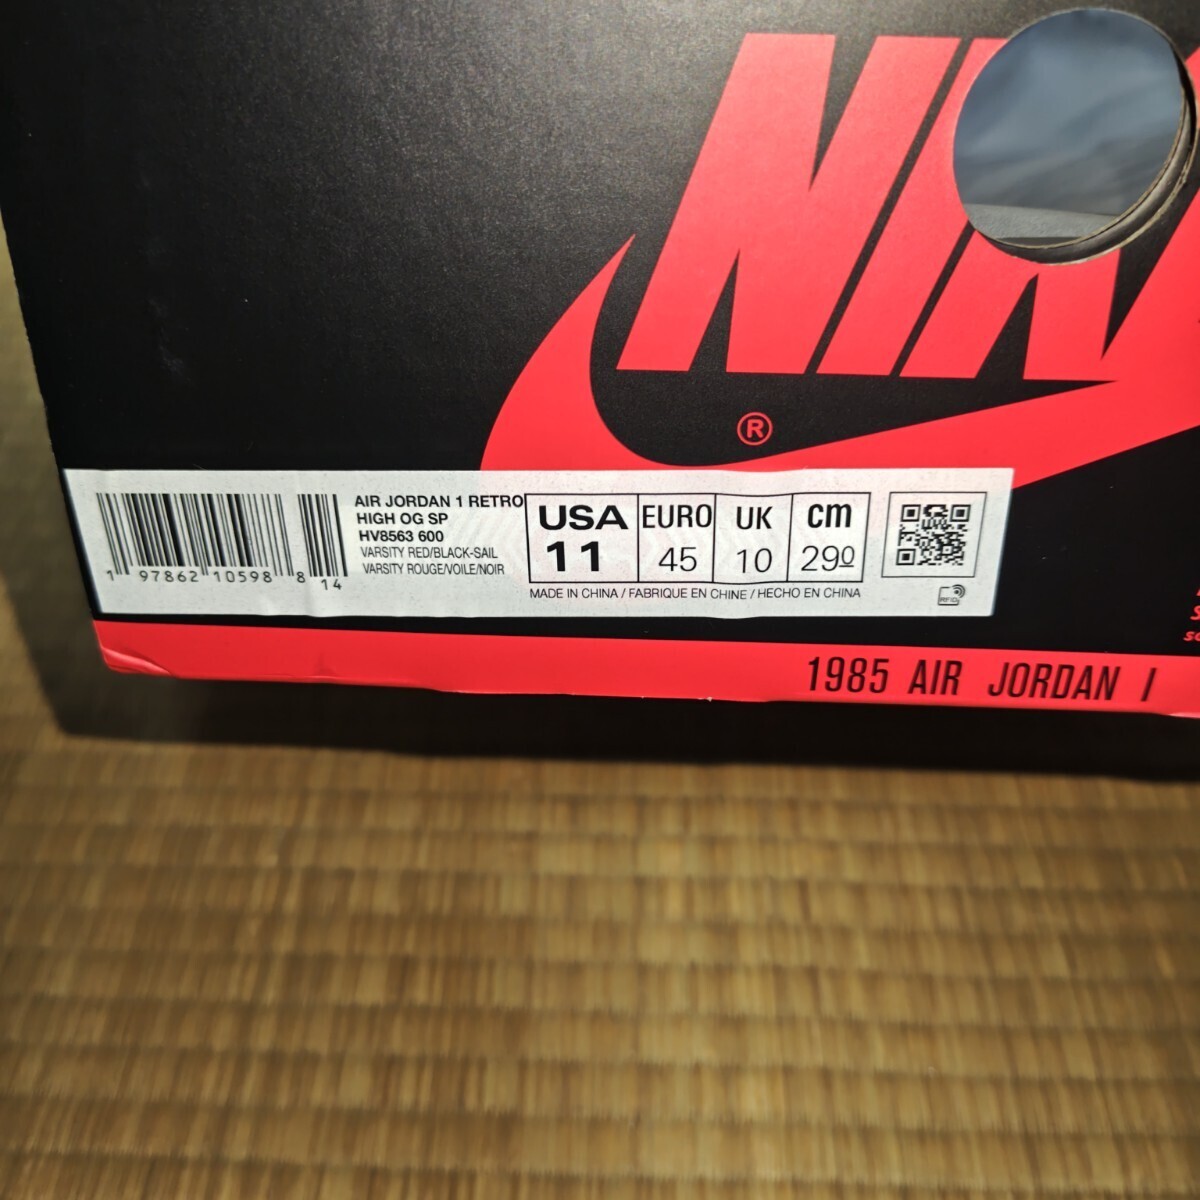 NIK
®
AIR JORDAN 1 RETRO
HIGH OG SP
HV8563 600
VARSITY RED/BLACK-SAIL
VARSITY ROUGE/VOILE/NOIR
1 97862 10598 8 14
USA EURO UK cm
11 45 10 290
MADE IN CHINA / FABRIQUE EN CHINE / HECHO EN CHINA
1985 AIR JORDAN I